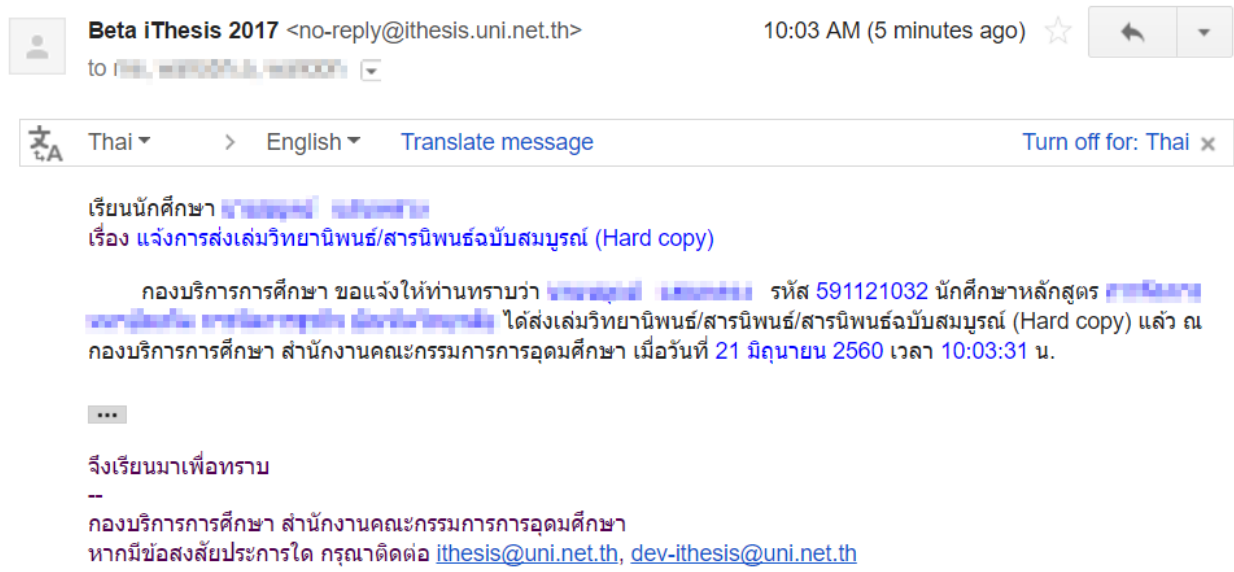 Beta iThesis 2017 <no-reply@ithesis.uni.net.th> 10:03 AM (5 minutes ago)
to
Thai > English Translate message Turn off for: Thai ×
เรียนนักศึกษา
เรื่อง แจ้งการส่งเล่มวิทยานิพนธ์/สารนิพนธ์ฉบับสมบูรณ์ (Hard copy)
กองบริการการศึกษา ขอแจ้งให้ท่านทราบว่า รหัส 591121032 นักศึกษาหลักสูตร
ได้ส่งเล่มวิทยานิพนธ์/สารนิพนธ์/สารนิพนธ์ฉบับสมบูรณ์ (Hard copy) แล้ว ณ
กองบริการการศึกษา สำนักงานคณะกรรมการการอุดมศึกษา เมื่อวันที่ 21 มิถุนายน 2560 เวลา 10:03:31 น.
•••
จึงเรียนมาเพื่อทราบ
--
กองบริการการศึกษา สำนักงานคณะกรรมการการอุดมศึกษา
หากมีข้อสงสัยประการใด กรุณาติดต่อ ithesis@uni.net.th, dev-ithesis@uni.net.th